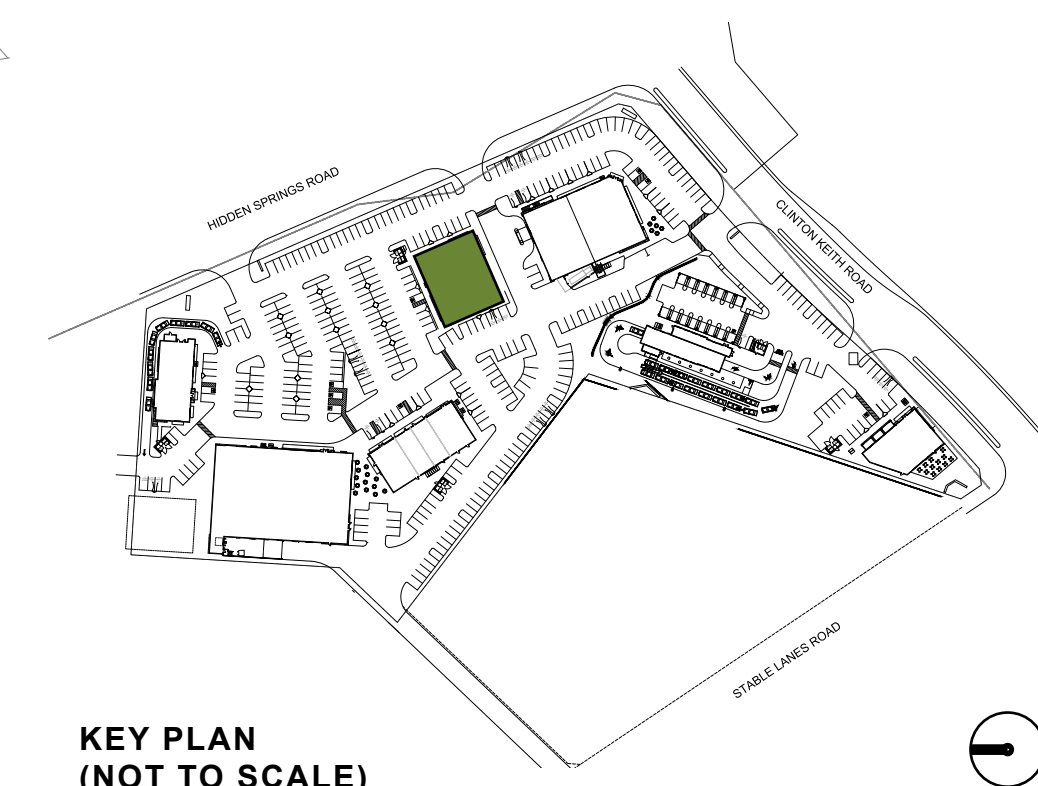 HIDDEN SPRINGS ROAD
CLINTON KEITH ROAD
STABLE LANES ROAD
KEY PLAN
(NOT TO SCALE)